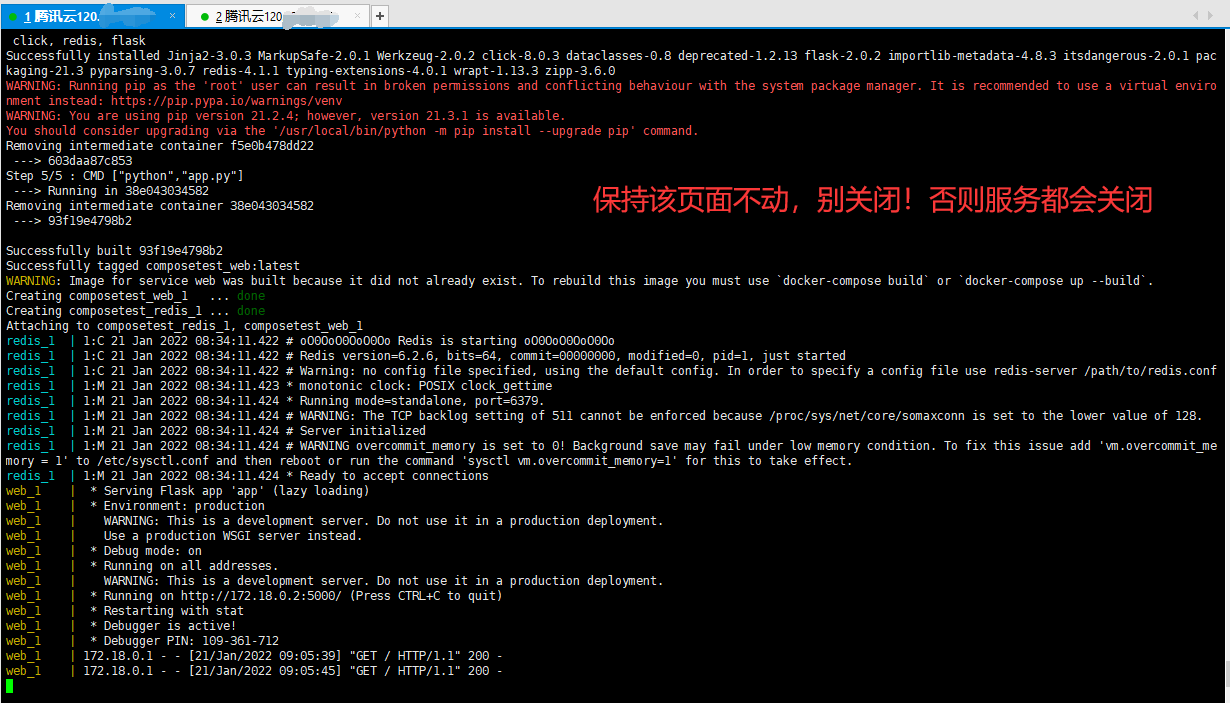 1 腾讯云120.
2 腾讯云120
click, redis, flask
Successfully installed Jinja2-3.0.3 MarkupSafe-2.0.1 Werkzeug-2.0.2 click-8.0.3 dataclasses-0.8 deprecated-1.2.13 flask-2.0.2 importlib-metadata-4.8.3 itsdangerous-2.0.1 pac
kaging-21.3 pyparsing-3.0.7 redis-4.1.1 typing-extensions-4.0.1 wrapt-1.13.3 zipp-3.6.0
WARNING: Running pip as the 'root' user can result in broken permissions and conflicting behaviour with the system package manager. It is recommended to use a virtual enviro
nment instead: https://pip.pypa.io/warnings/venv
WARNING: You are using pip version 21.2.4; however, version 21.3.1 is available.
You should consider upgrading via the '/usr/local/bin/python -m pip install --upgrade pip' command.
Removing intermediate container f5e0b478dd22
---> 603daa87c853
Step 5/5 : CMD ["python","app.py"]
---> Running in 38e043034582
Removing intermediate container 38e043034582
---> 93f19e4798b2
保持该页面不动，别关闭！否则服务都会关闭
Successfully built 93f19e4798b2
Successfully tagged composetest_web:latest
WARNING: Image for service web was built because it did not already exist. To rebuild this image you must use `docker-compose build` or `docker-compose up --build`.
Creating composetest_web_1   ... done
Creating composetest_redis_1 ... done
Attaching to composetest_redis_1, composetest_web_1
redis_1  | 1:C 21 Jan 2022 08:34:11.422 # oO0OoO0OoO0Oo Redis is starting oO0OoO0OoO0Oo
redis_1  | 1:C 21 Jan 2022 08:34:11.422 # Redis version=6.2.6, bits=64, commit=00000000, modified=0, pid=1, just started
redis_1  | 1:C 21 Jan 2022 08:34:11.422 # Warning: no config file specified, using the default config. In order to specify a config file use redis-server /path/to/redis.conf
redis_1  | 1:M 21 Jan 2022 08:34:11.423 * monotonic clock: POSIX clock_gettime
redis_1  | 1:M 21 Jan 2022 08:34:11.424 * Running mode=standalone, port=6379.
redis_1  | 1:M 21 Jan 2022 08:34:11.424 # WARNING: The TCP backlog setting of 511 cannot be enforced because /proc/sys/net/core/somaxconn is set to the lower value of 128.
redis_1  | 1:M 21 Jan 2022 08:34:11.424 # Server initialized
redis_1  | 1:M 21 Jan 2022 08:34:11.424 # WARNING overcommit_memory is set to 0! Background save may fail under low memory condition. To fix this issue add 'vm.overcommit_me
mory = 1' to /etc/sysctl.conf and then reboot or run the command 'sysctl vm.overcommit_memory=1' for this to take effect.
redis_1  | 1:M 21 Jan 2022 08:34:11.424 * Ready to accept connections
web_1    |  * Serving Flask app 'app' (lazy loading)
web_1    |  * Environment: production
web_1    |    WARNING: This is a development server. Do not use it in a production deployment.
web_1    |    Use a production WSGI server instead.
web_1    |  * Debug mode: on
web_1    |  * Running on all addresses.
web_1    |    WARNING: This is a development server. Do not use it in a production deployment.
web_1    |  * Running on http://172.18.0.2:5000/ (Press CTRL+C to quit)
web_1    |  * Restarting with stat
web_1    |  * Debugger is active!
web_1    |  * Debugger PIN: 109-361-712
web_1    | 172.18.0.1 - - [21/Jan/2022 09:05:39] "GET / HTTP/1.1" 200 -
web_1    | 172.18.0.1 - - [21/Jan/2022 09:05:45] "GET / HTTP/1.1" 200 -